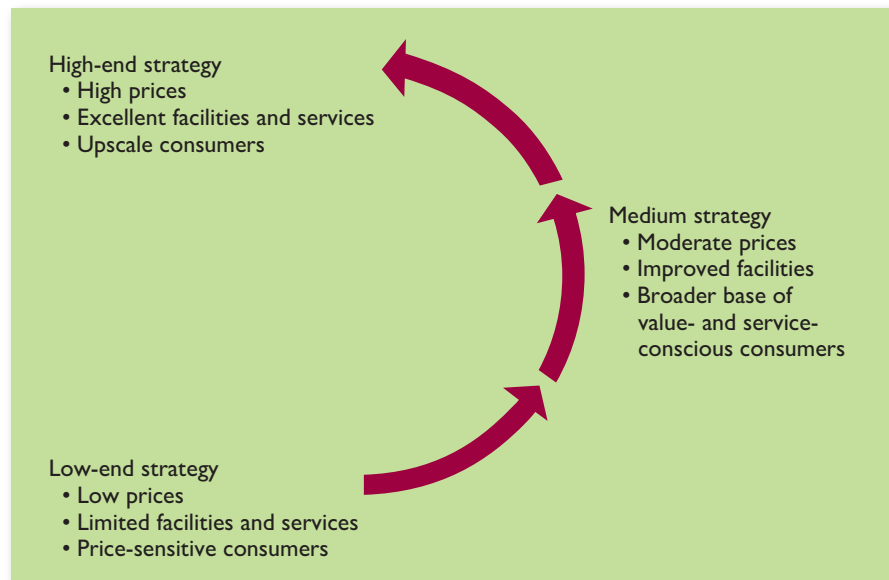 High-end strategy
• High prices
• Excellent facilities and services
• Upscale consumers
Medium strategy
• Moderate prices
• Improved facilities
• Broader base of
value- and service-
conscious consumers
Low-end strategy
• Low prices
• Limited facilities and services
• Price-sensitive consumers